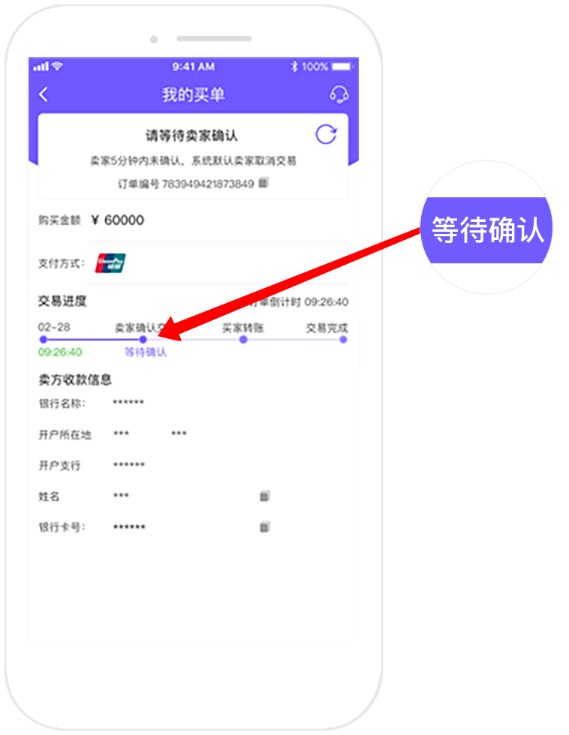 9:41 AM
100%
我的买单
请等待卖家确认
卖家5分钟内未确认，系统默认卖家取消交易
订单编号 783949421873849
购买金额 ¥ 60000
支付方式：
UnionPay
银联
交易进度 订单倒计时 09:26:40
02-28 卖家确认交 买家转账 交易完成
09:26:40 等待确认
等待确认
卖方收款信息
银行名称： ******
开户所在地 *** ***
开户支行 ******
姓名 ***
银行卡号： ******